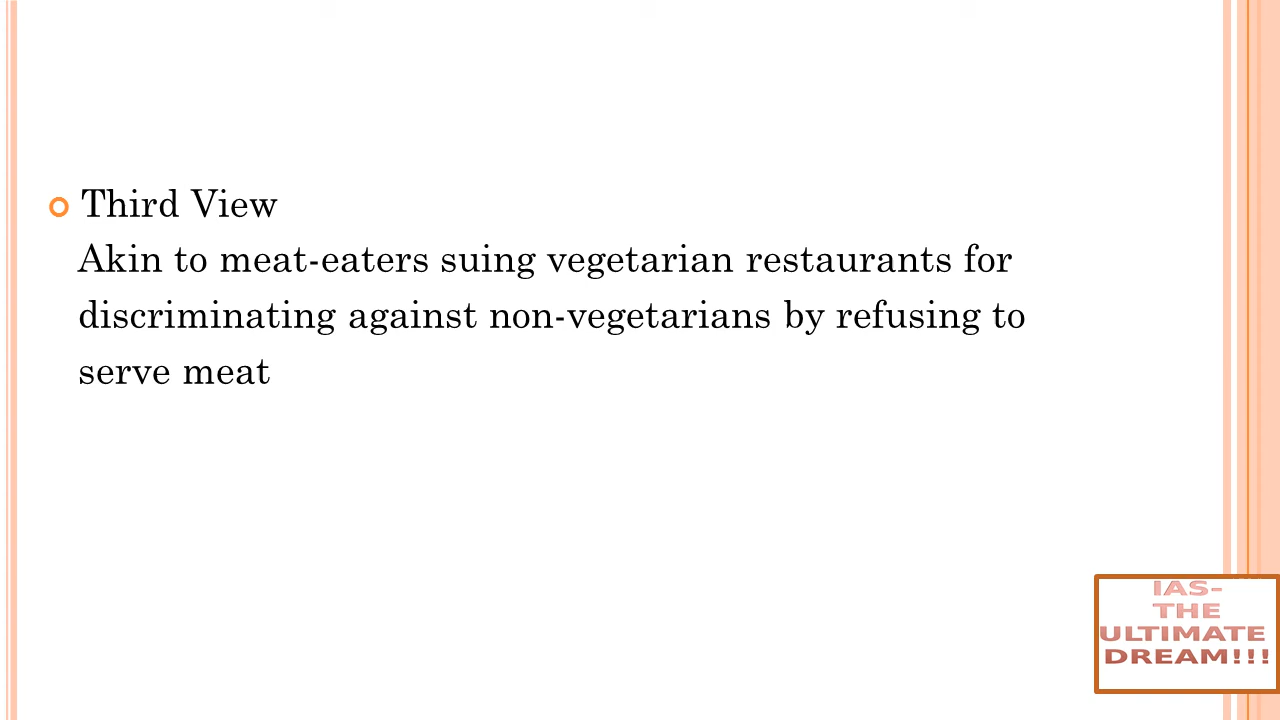 Third View
Akin to meat-eaters suing vegetarian restaurants for
discriminating against non-vegetarians by refusing to
serve meat
IAS-
THE
ULTIMATE
DREAM!!!